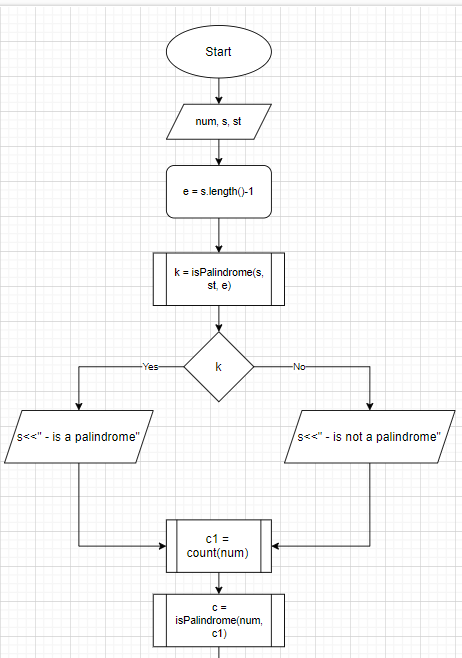 Start
num, s, st
e = s.length()-1
k = isPalindrome(s,
st, e)
k
Yes
No
s<<" - is a palindrome"
s<<" - is not a palindrome"
c1 =
count(num)
c =
isPalindrome(num,
c1)